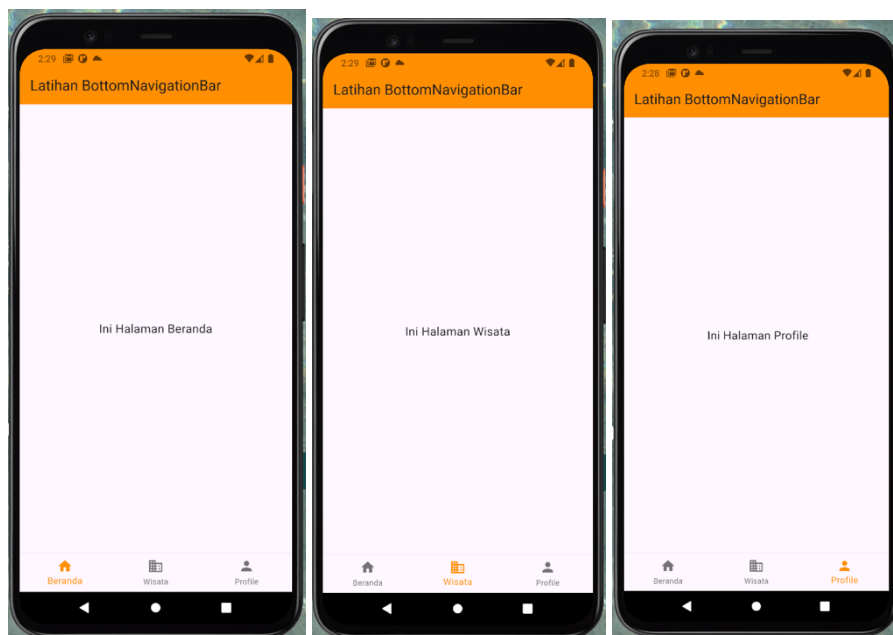 2:29
Latihan BottomNavigationBar
Ini Halaman Beranda
Beranda Wisata Profile
2:29
Latihan BottomNavigationBar
Ini Halaman Wisata
Beranda Wisata Profile
2:28
Latihan BottomNavigationBar
Ini Halaman Profile
Beranda Wisata Profile